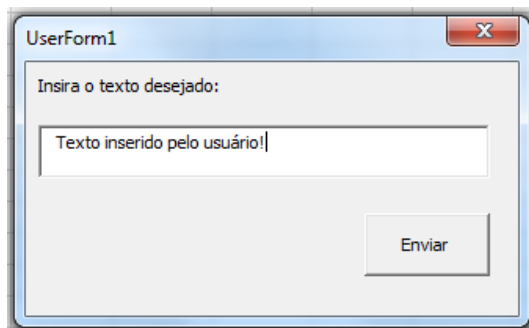 UserForm1
Insira o texto desejado:
Texto inserido pelo usuário!
Enviar